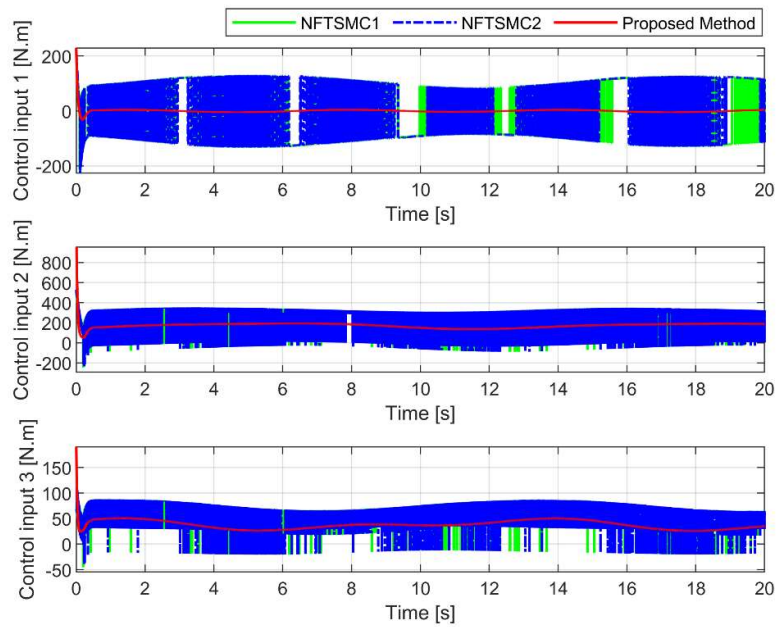 NFTSMC1 NFTSMC2 Proposed Method
Control input 1 [N.m]
200
0
-200
0 2 4 6 8 10 12 14 16 18 20
Time [s]
Control input 2 [N.m]
800
600
400
200
0
-200
0 2 4 6 8 10 12 14 16 18 20
Time [s]
Control input 3 [N.m]
150
100
50
0
-50
0 2 4 6 8 10 12 14 16 18 20
Time [s]